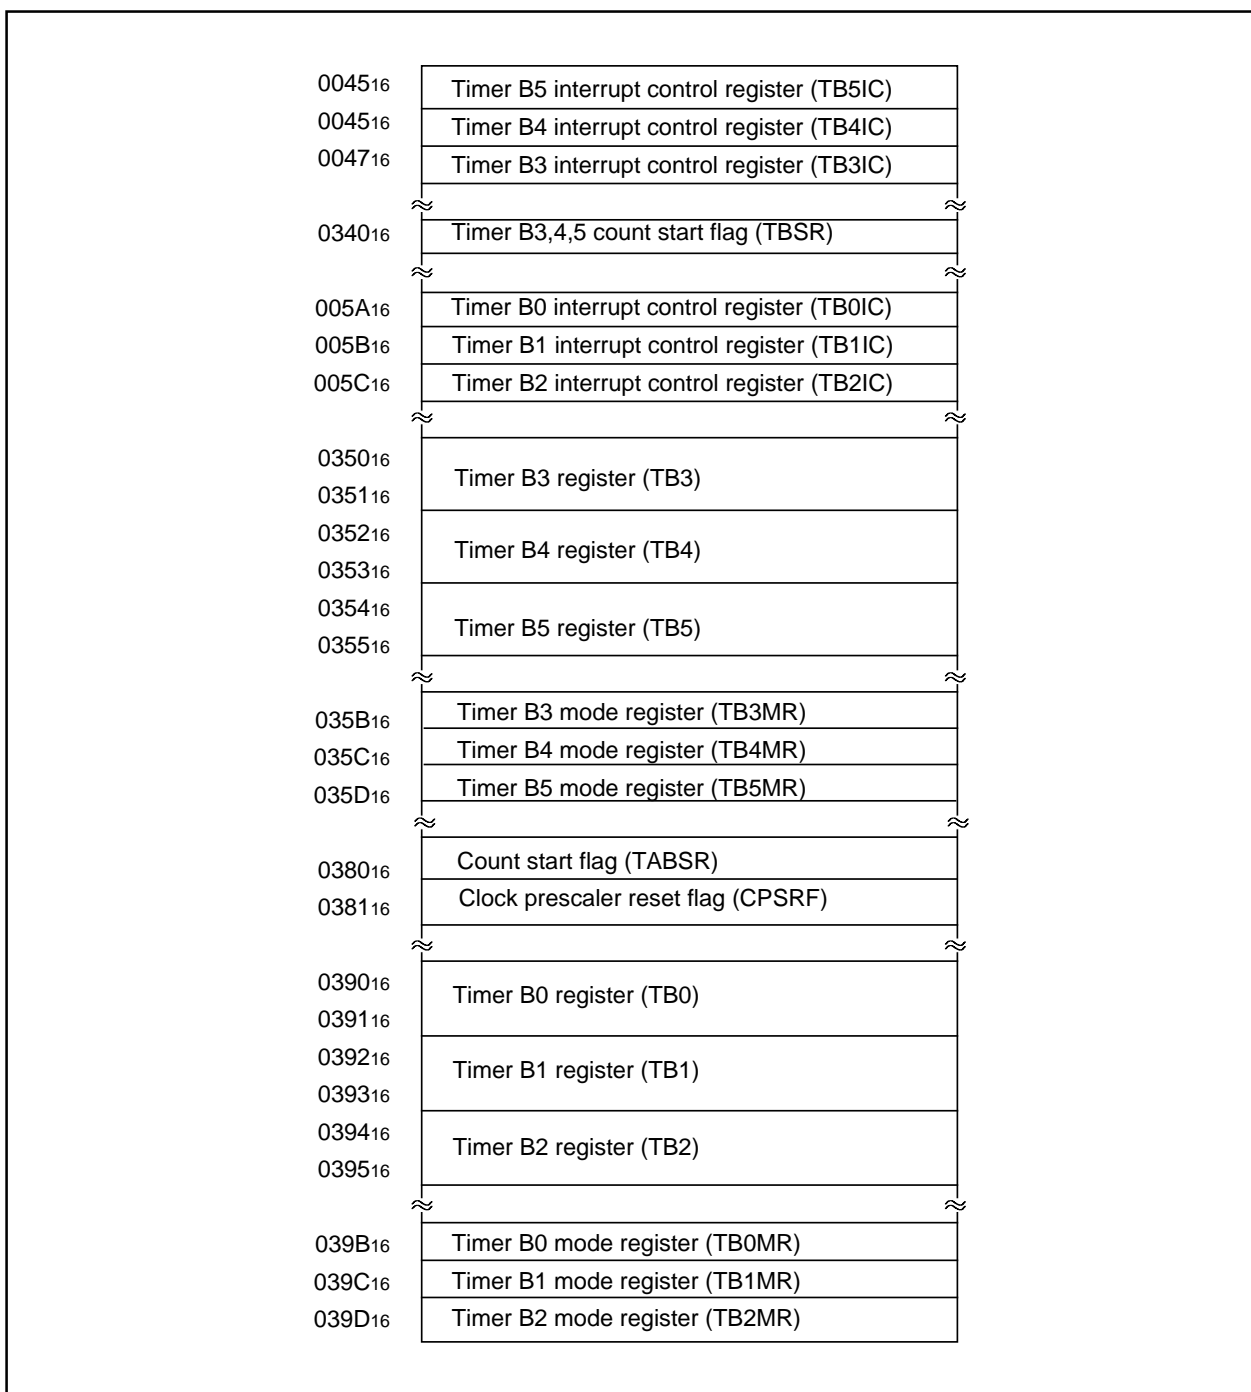 0045₁₆ Timer B5 interrupt control register (TB5IC)
0045₁₆ Timer B4 interrupt control register (TB4IC)
0047₁₆ Timer B3 interrupt control register (TB3IC)
0340₁₆ Timer B3,4,5 count start flag (TBSR)
005A₁₆ Timer B0 interrupt control register (TB0IC)
005B₁₆ Timer B1 interrupt control register (TB1IC)
005C₁₆ Timer B2 interrupt control register (TB2IC)
0350₁₆
Timer B3 register (TB3)
0351₁₆
0352₁₆
Timer B4 register (TB4)
0353₁₆
0354₁₆
Timer B5 register (TB5)
0355₁₆
035B₁₆ Timer B3 mode register (TB3MR)
035C₁₆ Timer B4 mode register (TB4MR)
035D₁₆ Timer B5 mode register (TB5MR)
0380₁₆ Count start flag (TABSR)
0381₁₆ Clock prescaler reset flag (CPSRF)
0390₁₆
Timer B0 register (TB0)
0391₁₆
0392₁₆
Timer B1 register (TB1)
0393₁₆
0394₁₆
Timer B2 register (TB2)
0395₁₆
039B₁₆ Timer B0 mode register (TB0MR)
039C₁₆ Timer B1 mode register (TB1MR)
039D₁₆ Timer B2 mode register (TB2MR)